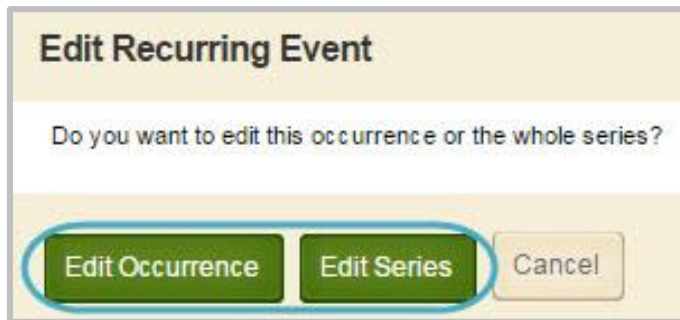 Edit Recurring Event
Do you want to edit this occurrence or the whole series?
Edit Occurrence Edit Series Cancel